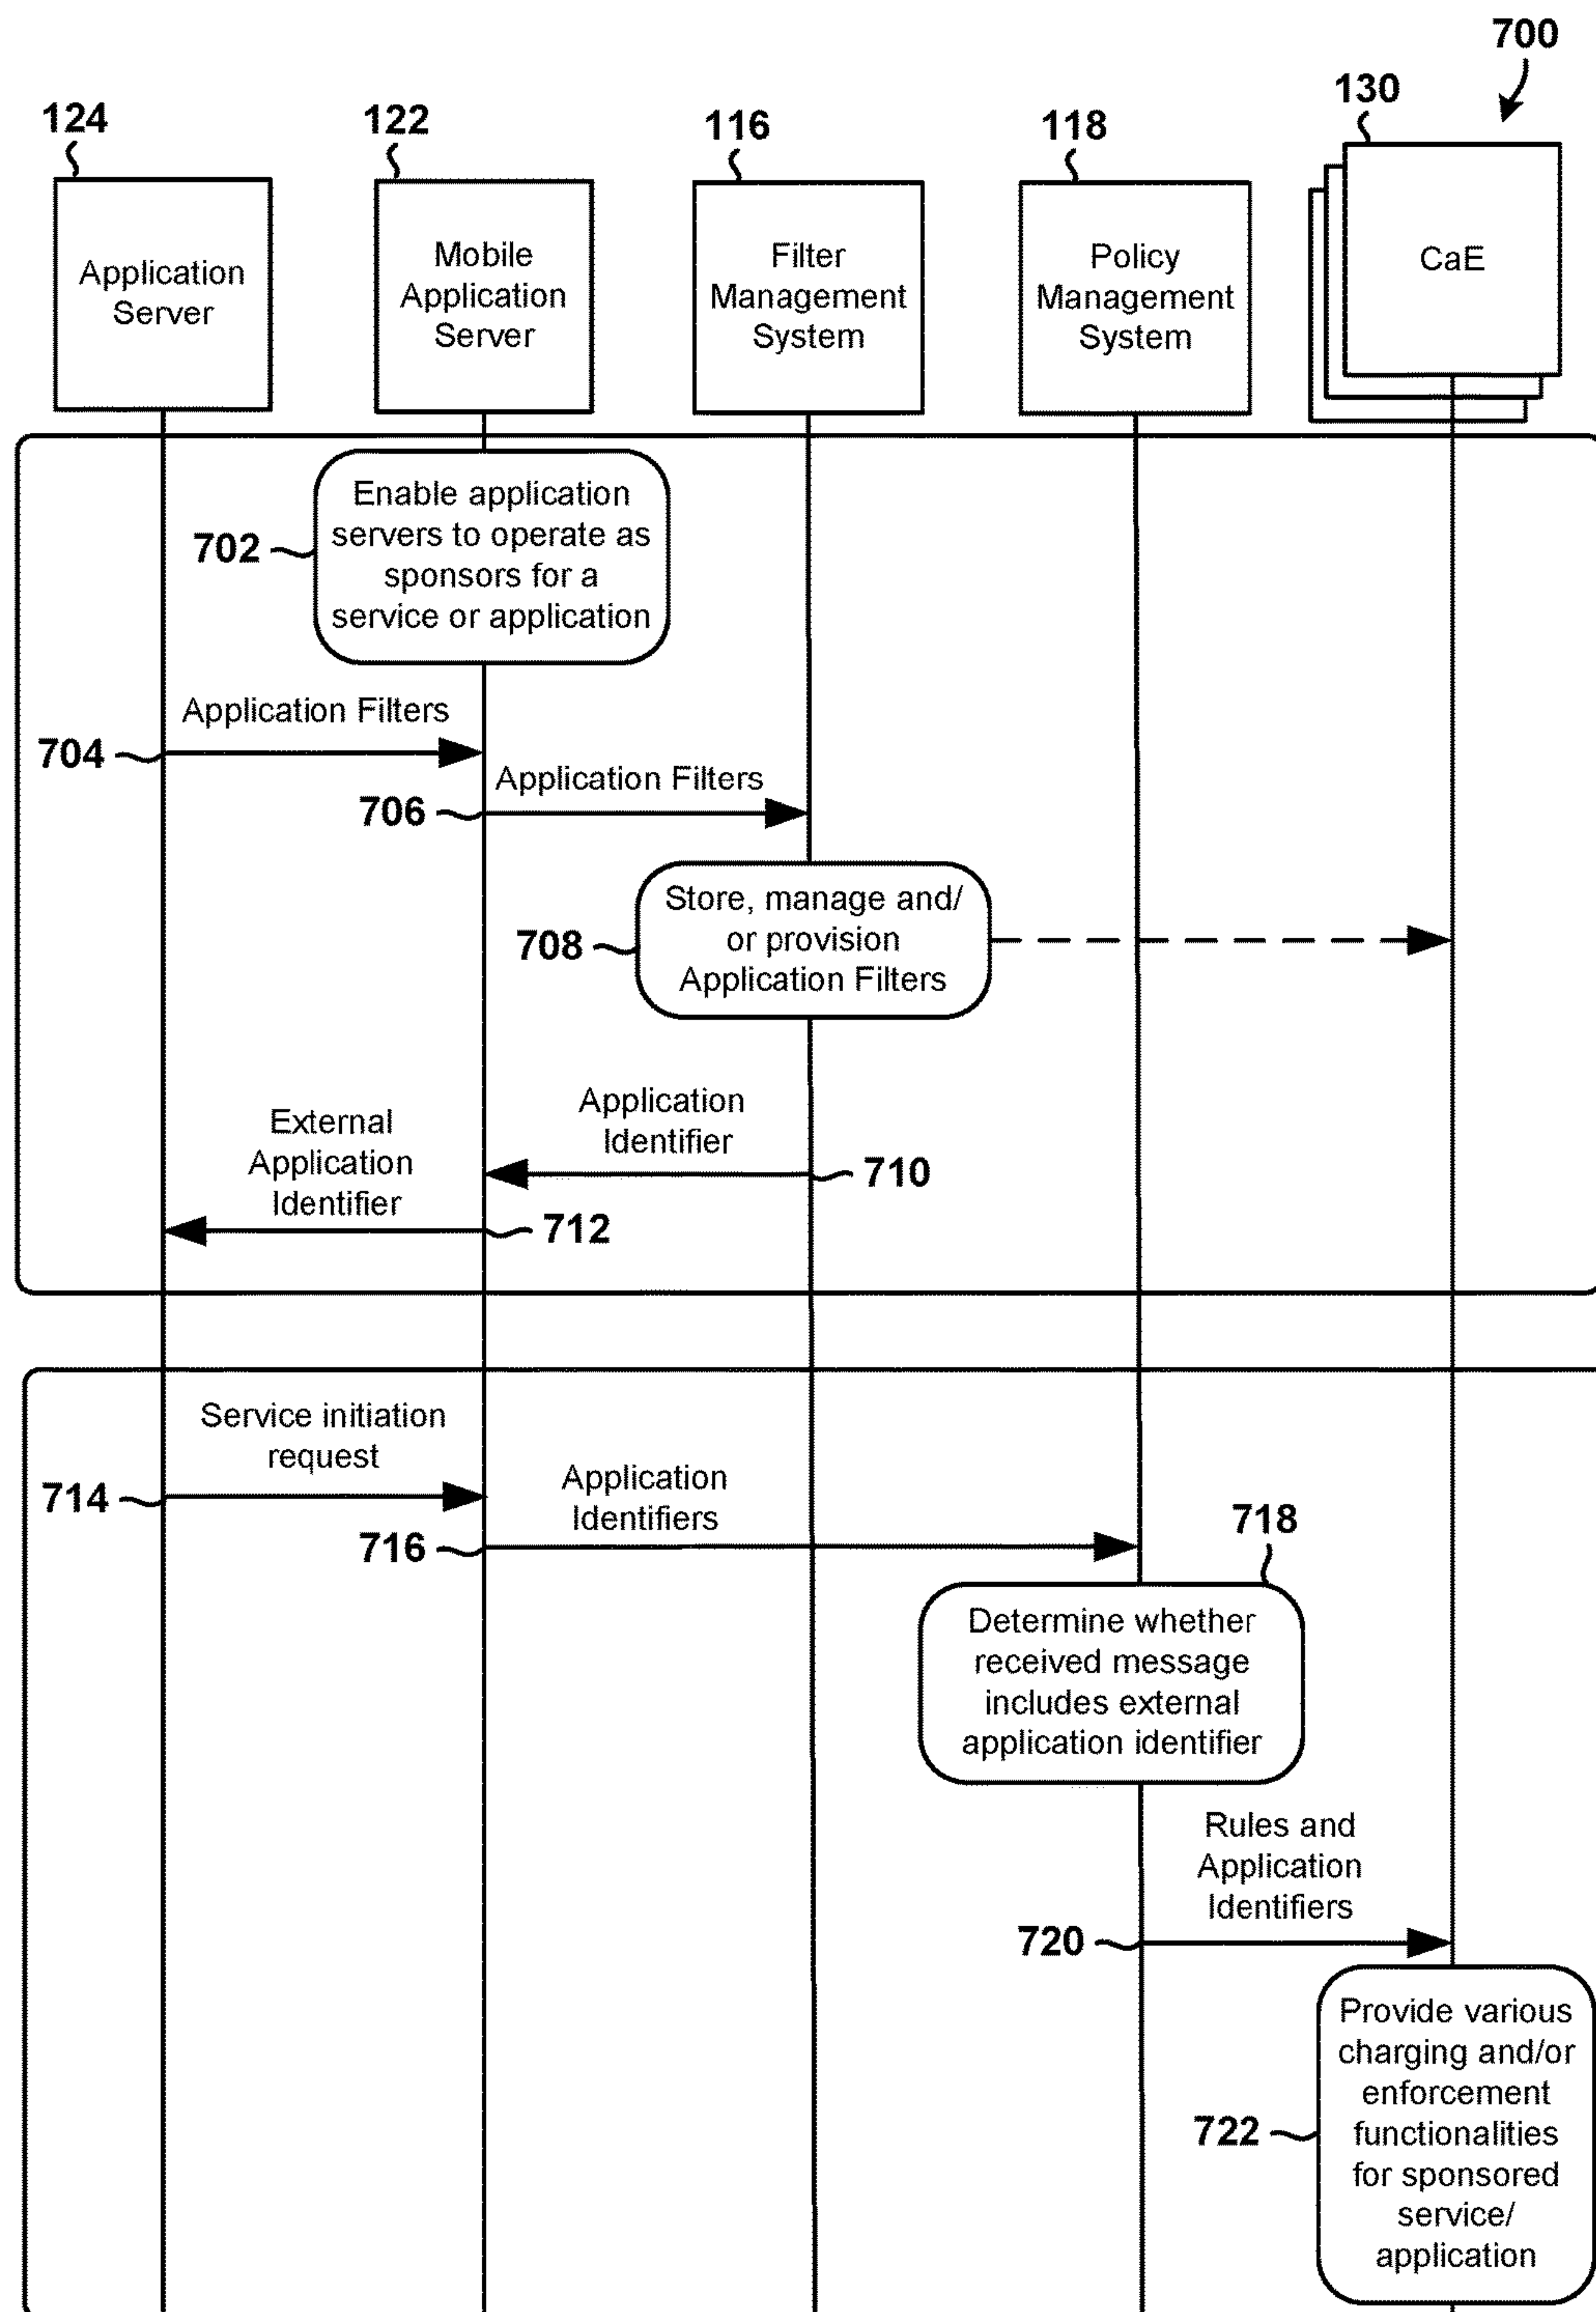 700
124
122
116
118
130
Application
Server
Mobile
Application
Server
Filter
Management
System
Policy
Management
System
CaE
Enable application
servers to operate as
sponsors for a
service or application
702
Application Filters
704
Application Filters
706
Store, manage and/
or provision
Application Filters
708
Application
Identifier
710
External
Application
Identifier
712
Service initiation
request
714
Application
Identifiers
716
718
Determine whether
received message
includes external
application identifier
Rules and
Application
Identifiers
720
Provide various
charging and/or
enforcement
functionalities
for sponsored
service/
application
722